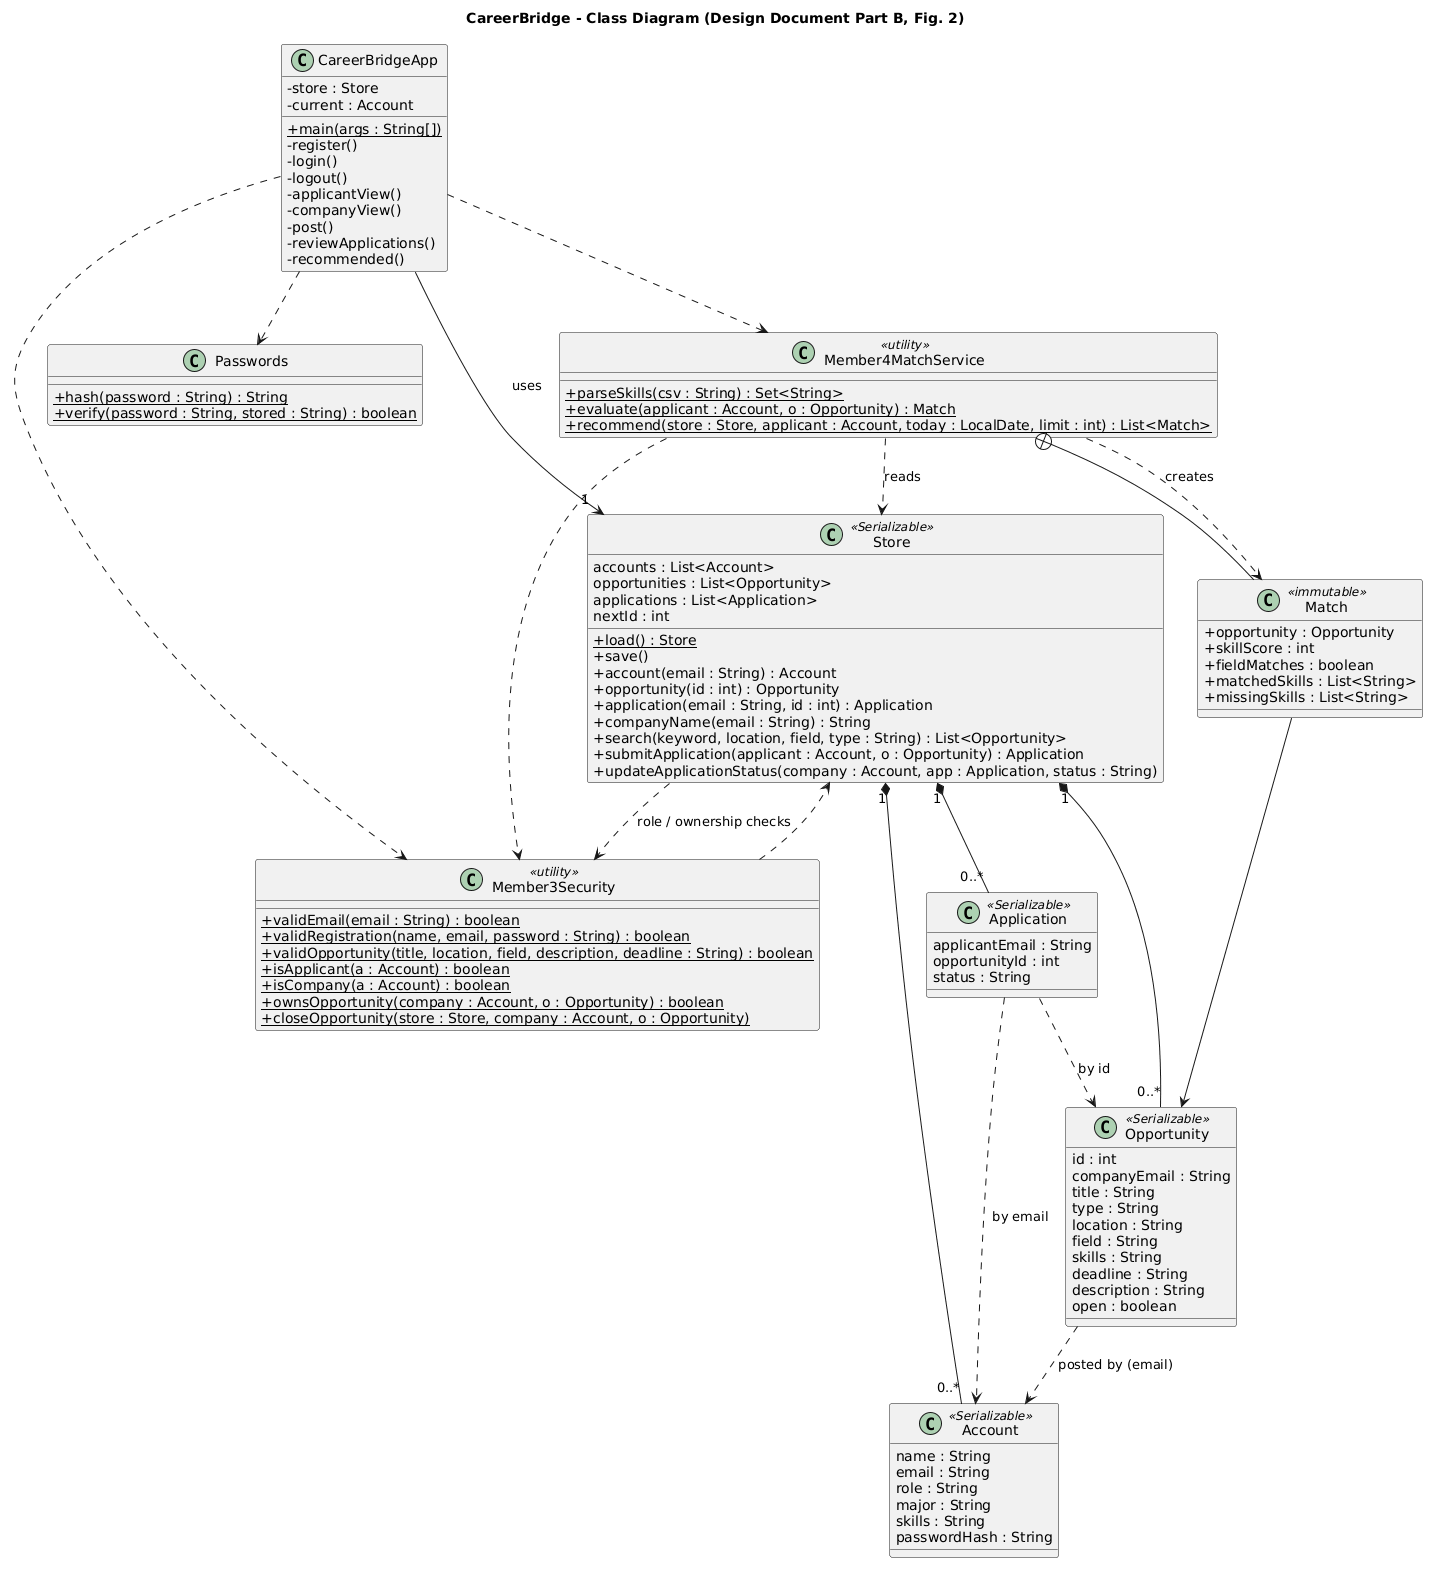 CareerBridge - Class Diagram (Design Document Part B, Fig. 2)
C CareerBridgeApp
-store : Store
-current : Account
+main(args : String[])
-register()
-login()
-logout()
-applicantView()
-companyView()
-post()
-reviewApplications()
-recommended()
C Passwords
+hash(password : String) : String
+verify(password : String, stored : String) : boolean
uses
1
«utility»
C Member4MatchService
+parseSkills(csv : String) : Set<String>
+evaluate(applicant : Account, o : Opportunity) : Match
+recommend(store : Store, applicant : Account, today : LocalDate, limit : int) : List<Match>
reads
creates
«Serializable»
C Store
accounts : List<Account>
opportunities : List<Opportunity>
applications : List<Application>
nextId : int
+load() : Store
+save()
+account(email : String) : Account
+opportunity(id : int) : Opportunity
+application(email : String, id : int) : Application
+companyName(email : String) : String
+search(keyword, location, field, type : String) : List<Opportunity>
+submitApplication(applicant : Account, o : Opportunity) : Application
+updateApplicationStatus(company : Account, app : Application, status : String)
«immutable»
C Match
+opportunity : Opportunity
+skillScore : int
+fieldMatches : boolean
+matchedSkills : List<String>
+missingSkills : List<String>
role / ownership checks
1
1
1
«utility»
C Member3Security
+validEmail(email : String) : boolean
+validRegistration(name, email, password : String) : boolean
+validOpportunity(title, location, field, description, deadline : String) : boolean
+isApplicant(a : Account) : boolean
+isCompany(a : Account) : boolean
+ownsOpportunity(company : Account, o : Opportunity) : boolean
+closeOpportunity(store : Store, company : Account, o : Opportunity)
0..*
«Serializable»
C Application
applicantEmail : String
opportunityId : int
status : String
by id
0..*
«Serializable»
C Opportunity
id : int
companyEmail : String
title : String
type : String
location : String
field : String
skills : String
deadline : String
description : String
open : boolean
by email
posted by (email)
0..*
«Serializable»
C Account
name : String
email : String
role : String
major : String
skills : String
passwordHash : String